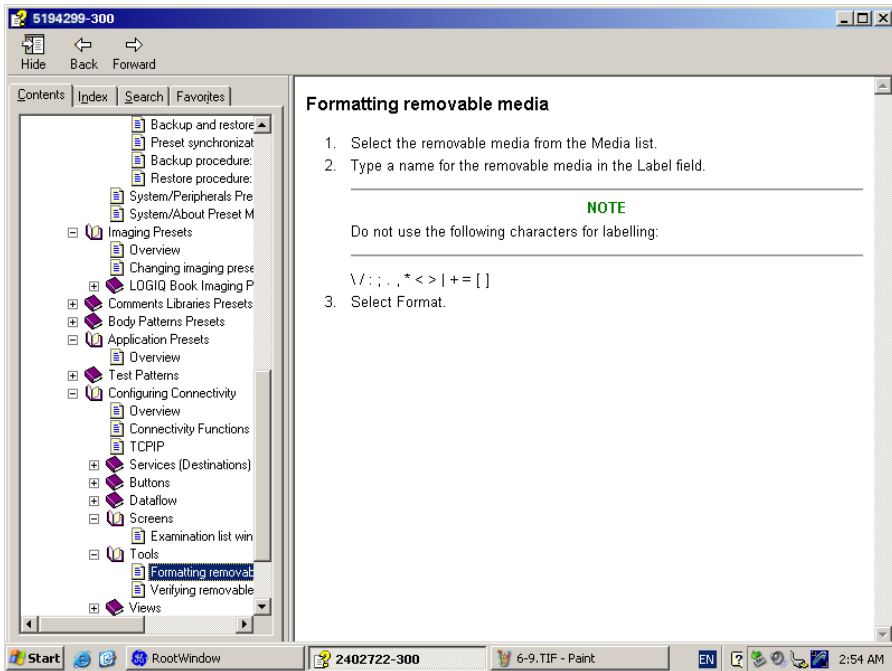 5194299-300
Hide Back Forward
Contents Index Search Favorites
Backup and restore
Preset synchronizat
Backup procedure:
Restore procedure:
System/Peripherals Pre
System/About Preset M
Imaging Presets
Overview
Changing imaging prese
LOGIQ Book Imaging P
Comments Libraries Presets
Body Patterns Presets
Application Presets
Overview
Test Patterns
Configuring Connectivity
Overview
Connectivity Functions
TCPIP
Services (Destinations)
Buttons
Dataflow
Screens
Examination list win
Tools
Formatting removab
Verifying removable
Views
Formatting removable media
1. Select the removable media from the Media list.
2. Type a name for the removable media in the Label field.
NOTE
Do not use the following characters for labelling:
\ / : ; . , * < > | + = [ ]
3. Select Format.
Start RootWindow 2402722-300 6-9.TIF - Paint EN 2:54 AM